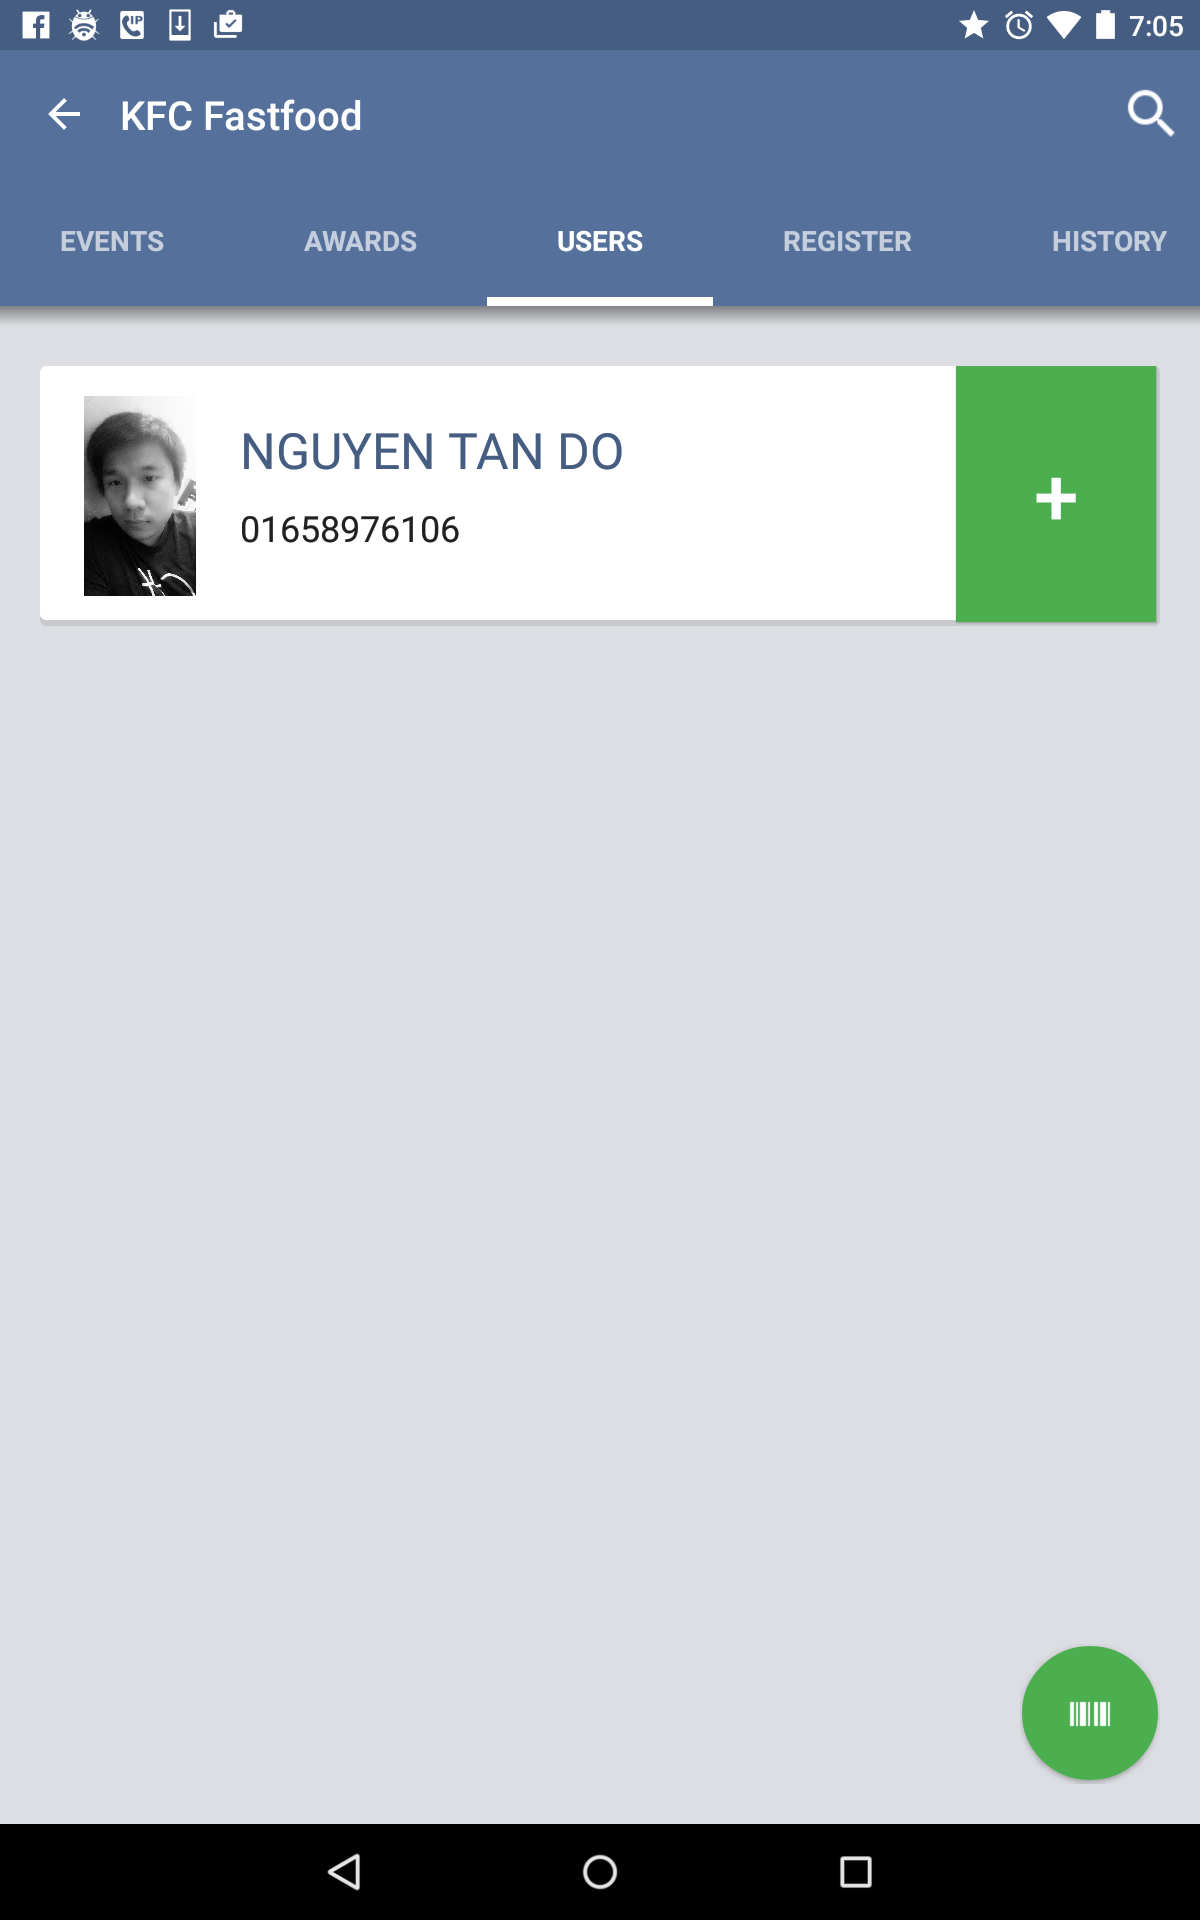 7:05
KFC Fastfood
EVENTS AWARDS USERS REGISTER HISTORY
NGUYEN TAN DO
01658976106